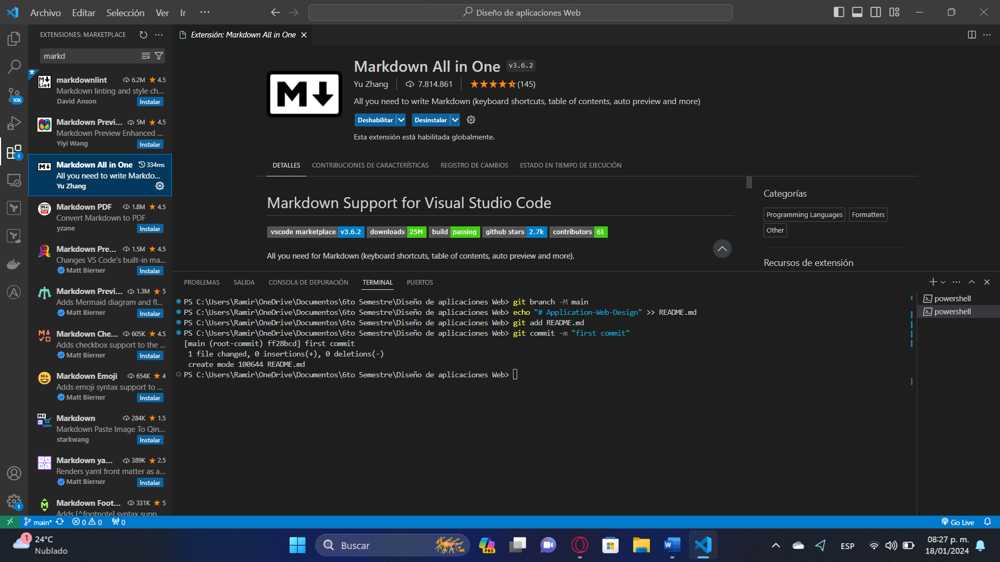 Archivo Editar Selección Ver Ir ···
Diseño de aplicaciones Web
EXTENSIONES: MARKETPLACE
markd
markdownlint 6.2M ★ 4.5
Markdown linting and style ch...
David Anson Instalar
Markdown Previ... 5M ★ 4.5
Markdown Preview Enhanced ...
Yiyi Wang Instalar
Markdown All in One 334ms
All you need to write Markdo...
Yu Zhang
Markdown PDF 1.8M ★ 4.5
Convert Markdown to PDF
yzane Instalar
Markdown Pre... 1.5M ★ 4.5
Changes VS Code's built-in ma...
Matt Bierner Instalar
Markdown Previ... 1.3M ★ 5
Adds Mermaid diagram and fl...
Matt Bierner Instalar
Markdown Che... 605K ★ 4.5
Adds checkbox support to the ...
Matt Bierner Instalar
Markdown Emoji 654K ★ 4
Adds emoji syntax support to ...
Matt Bierner Instalar
Markdown 284K ★ 1.5
Markdown Paste Image To Qin...
starkwang Instalar
Markdown ya... 389K ★ 2.5
Renders yaml front matter as a...
Matt Bierner Instalar
Markdown Foot... 331K ★ 5
Adds [^footnote] syntax supp
10K
1
1
Extensión: Markdown All in One
Markdown All in One v3.6.2
Yu Zhang 7.814.861 ★★★★★(145)
All you need to write Markdown (keyboard shortcuts, table of contents, auto preview and more)
Deshabilitar Desinstalar
Esta extensión está habilitada globalmente.
DETALLES CONTRIBUCIONES DE CARACTERÍSTICAS REGISTRO DE CAMBIOS ESTADO EN TIEMPO DE EJECUCIÓN
Markdown Support for Visual Studio Code
vscode marketplace v3.6.2 downloads 25M build passing github stars 2.7k contributors 61
All you need for Markdown (keyboard shortcuts, table of contents, auto preview and more).
Categorías
Programming Languages Formatters
Other
Recursos de extensión
PROBLEMAS SALIDA CONSOLA DE DEPURACIÓN TERMINAL PUERTOS
PS C:\Users\Ramir\OneDrive\Documentos\6to Semestre\Diseño de aplicaciones Web> git branch -M main
PS C:\Users\Ramir\OneDrive\Documentos\6to Semestre\Diseño de aplicaciones Web> echo "# Application-Web-Design" >> README.md
PS C:\Users\Ramir\OneDrive\Documentos\6to Semestre\Diseño de aplicaciones Web> git add README.md
PS C:\Users\Ramir\OneDrive\Documentos\6to Semestre\Diseño de aplicaciones Web> git commit -m "first commit"
[main (root-commit) ff28bcd] first commit
1 file changed, 0 insertions(+), 0 deletions(-)
create mode 100644 README.md
PS C:\Users\Ramir\OneDrive\Documentos\6to Semestre\Diseño de aplicaciones Web>
powershell
powershell
main* 0 0 0
Go Live
1
24°C
Nublado
Buscar
PRE
ESP
08:27 p. m.
18/01/2024